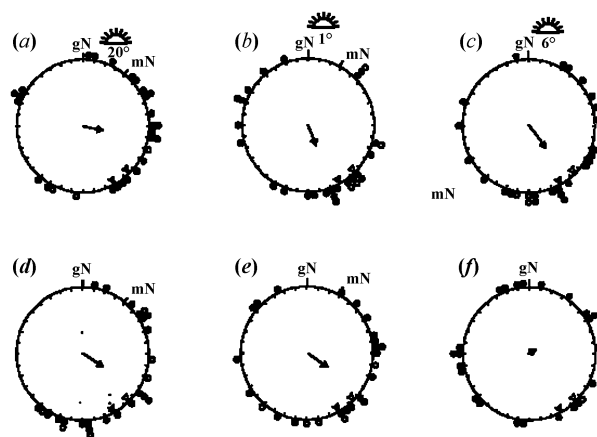 (a) 20° gN mN
(b) 1° gN mN
(c) 6° gN mN
(d) gN mN
(e) gN mN
(f) gN